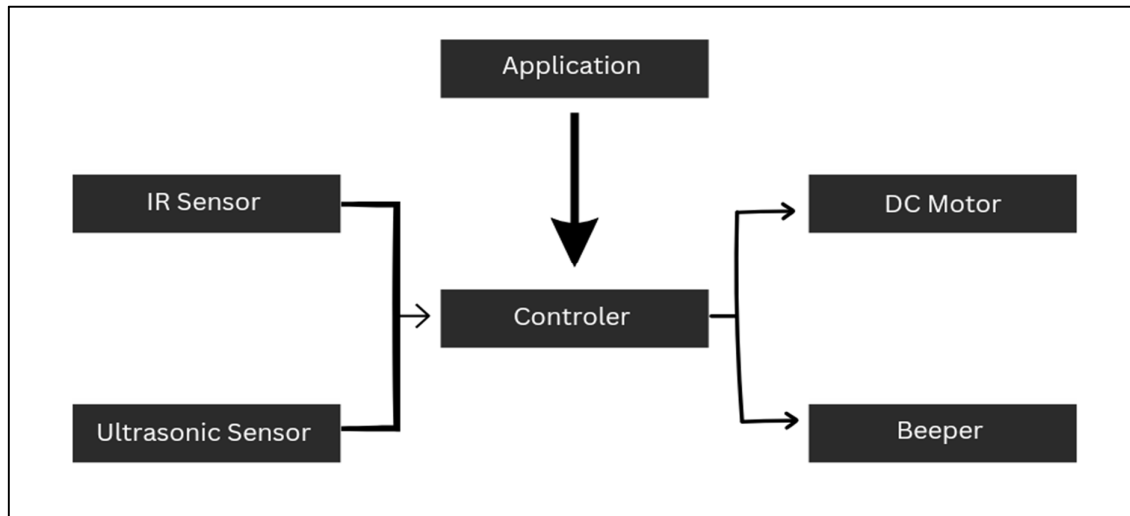 Application
IR Sensor
DC Motor
Controler
Ultrasonic Sensor
Beeper